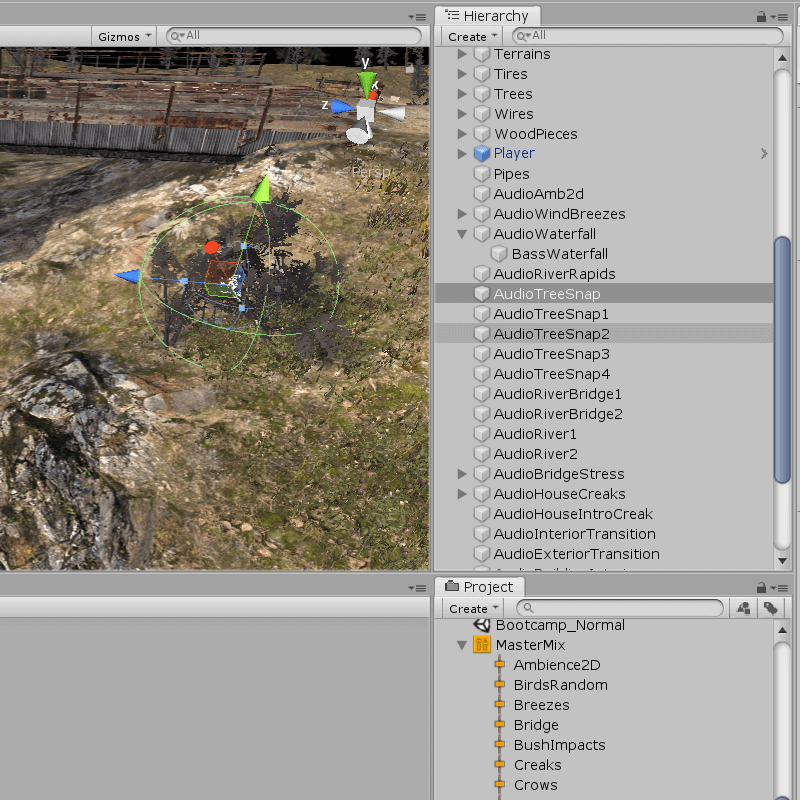 Hierarchy
Gizmos
All
Create
All
Terrains
Tires
Trees
Wires
WoodPieces
Player
Pipes
AudioAmb2d
AudioWindBreezes
AudioWaterfall
BassWaterfall
AudioRiverRapids
AudioTreeSnap
AudioTreeSnap1
AudioTreeSnap2
AudioTreeSnap3
AudioTreeSnap4
AudioRiverBridge1
AudioRiverBridge2
AudioRiver1
AudioRiver2
AudioBridgeStress
AudioHouseCreaks
AudioHouseIntroCreak
AudioInteriorTransition
AudioExteriorTransition
y
x
z
Persp
Project
Create
Bootcamp_Normal
MasterMix
Ambience2D
BirdsRandom
Breezes
Bridge
BushImpacts
Creaks
Crows